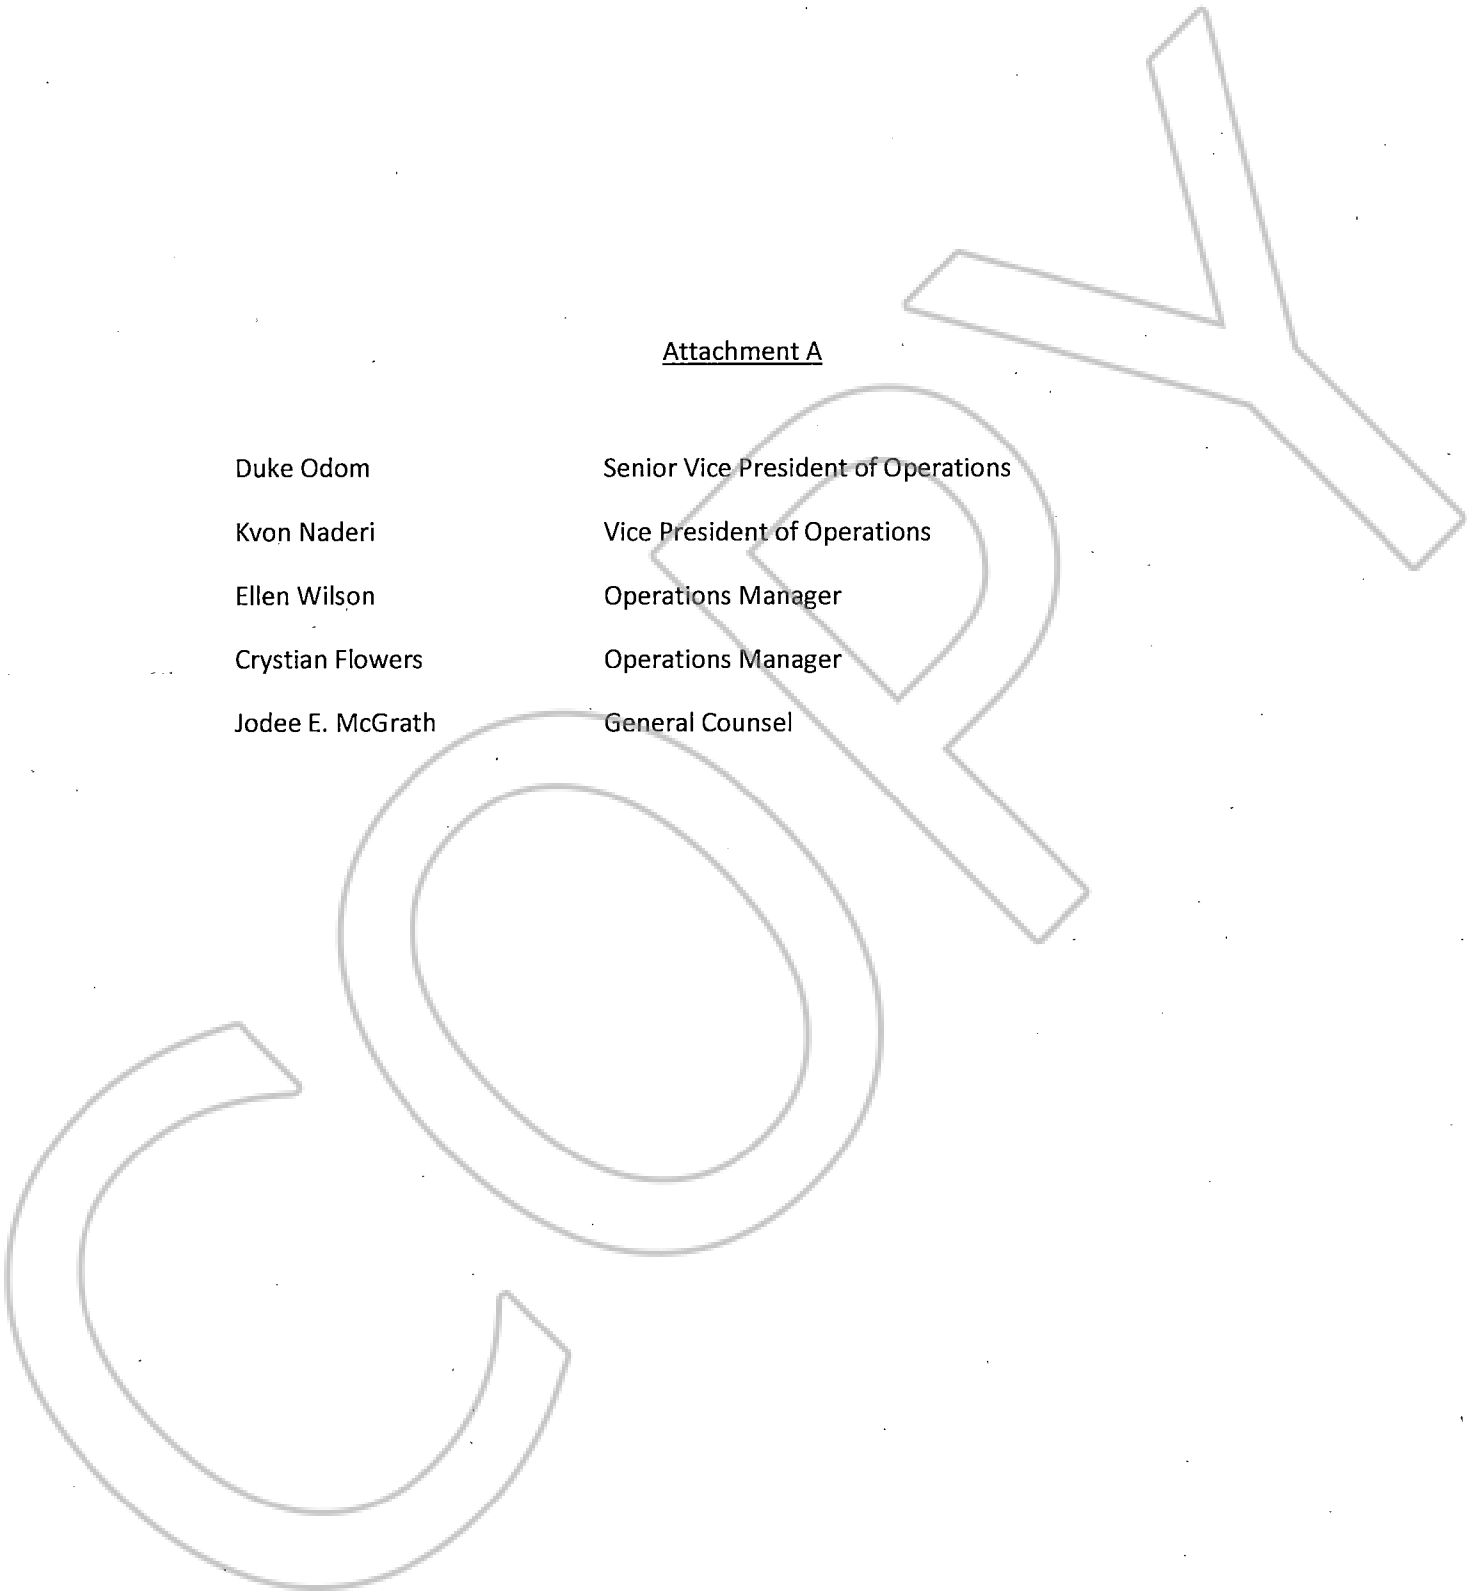 Attachment A
Duke Odom Senior Vice President of Operations
Kvon Naderi Vice President of Operations
Ellen Wilson Operations Manager
Crystian Flowers Operations Manager
Jodee E. McGrath General Counsel
COPY